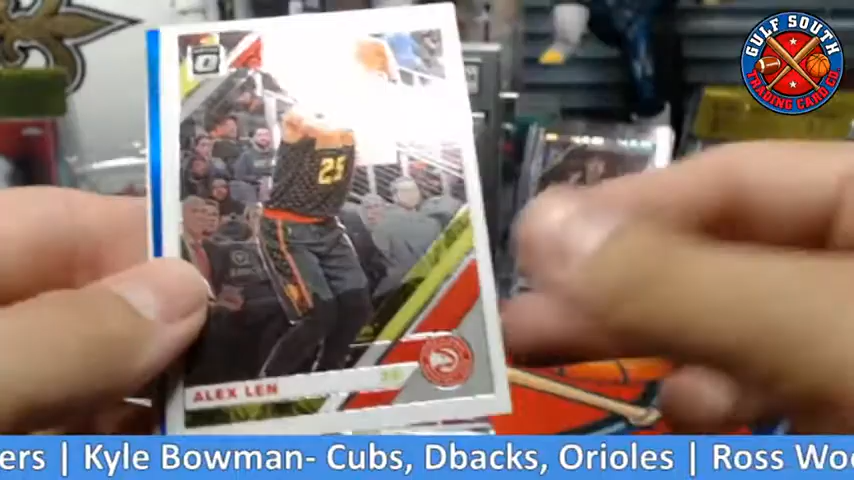 GULF SOUTH
TRADING CARD CO.
25
ALEX LEN
ers | Kyle Bowman- Cubs, Dbacks, Orioles | Ross Woo